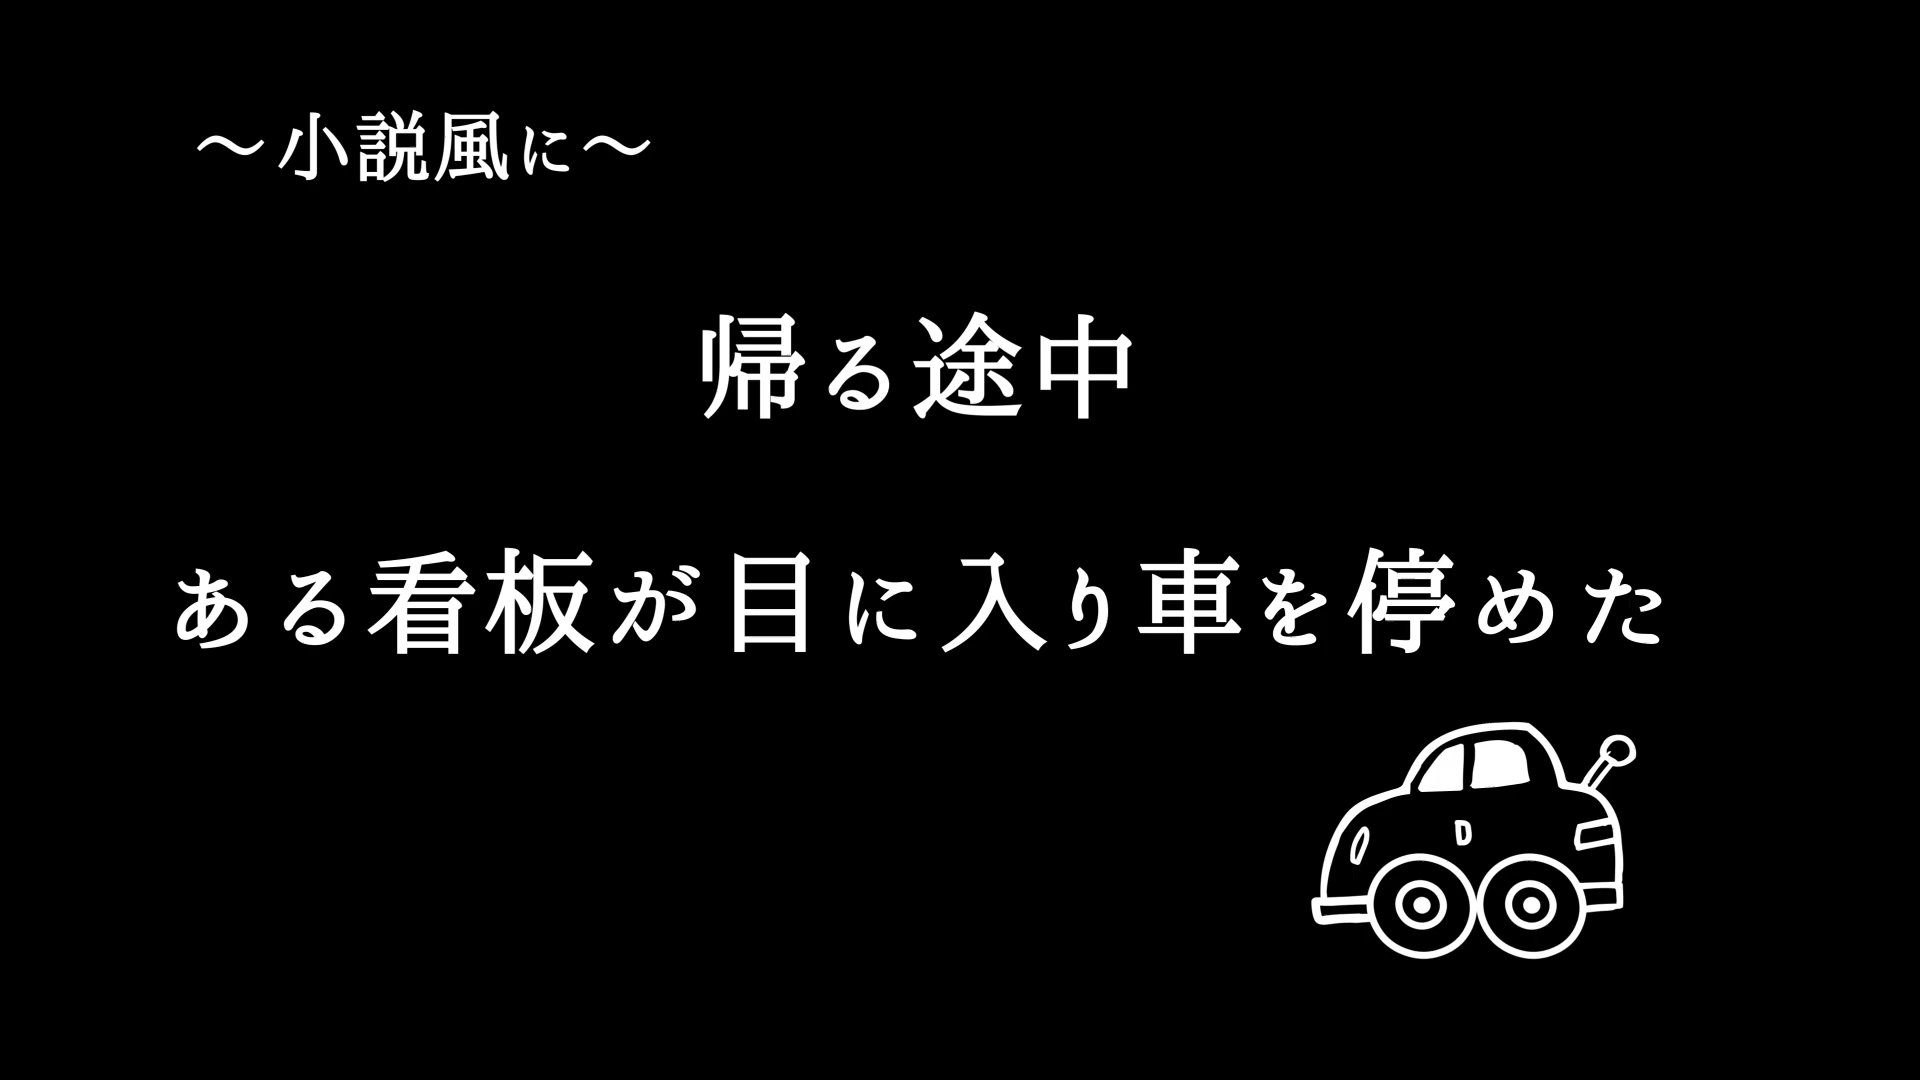 〜小説風に〜
帰る途中
ある看板が目に入り車を停めた